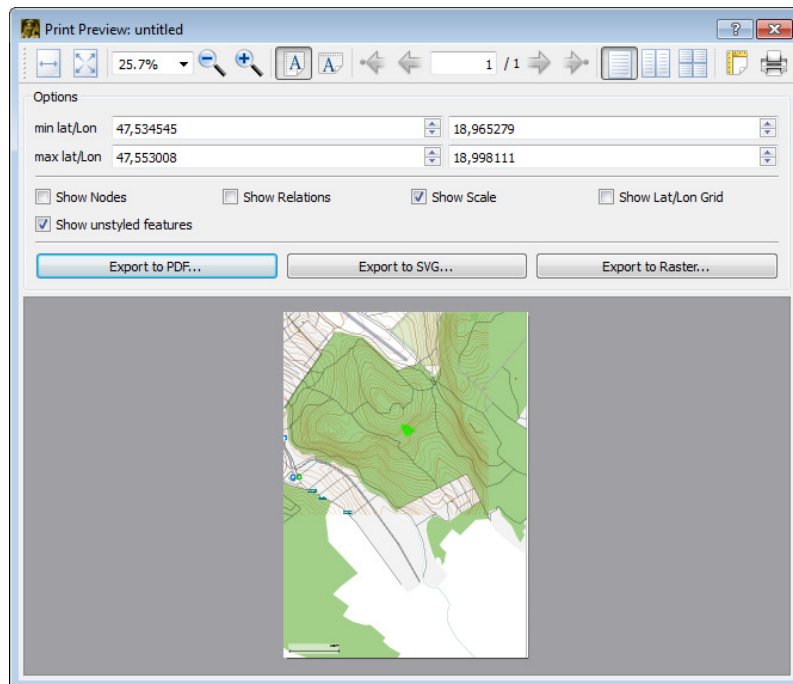 Print Preview: untitled
25.7% A A 1 / 1
Options
min lat/Lon 47,534545 18,965279
max lat/Lon 47,553008 18,998111
Show Nodes Show Relations Show Scale Show Lat/Lon Grid
Show unstyled features
Export to PDF... Export to SVG... Export to Raster...